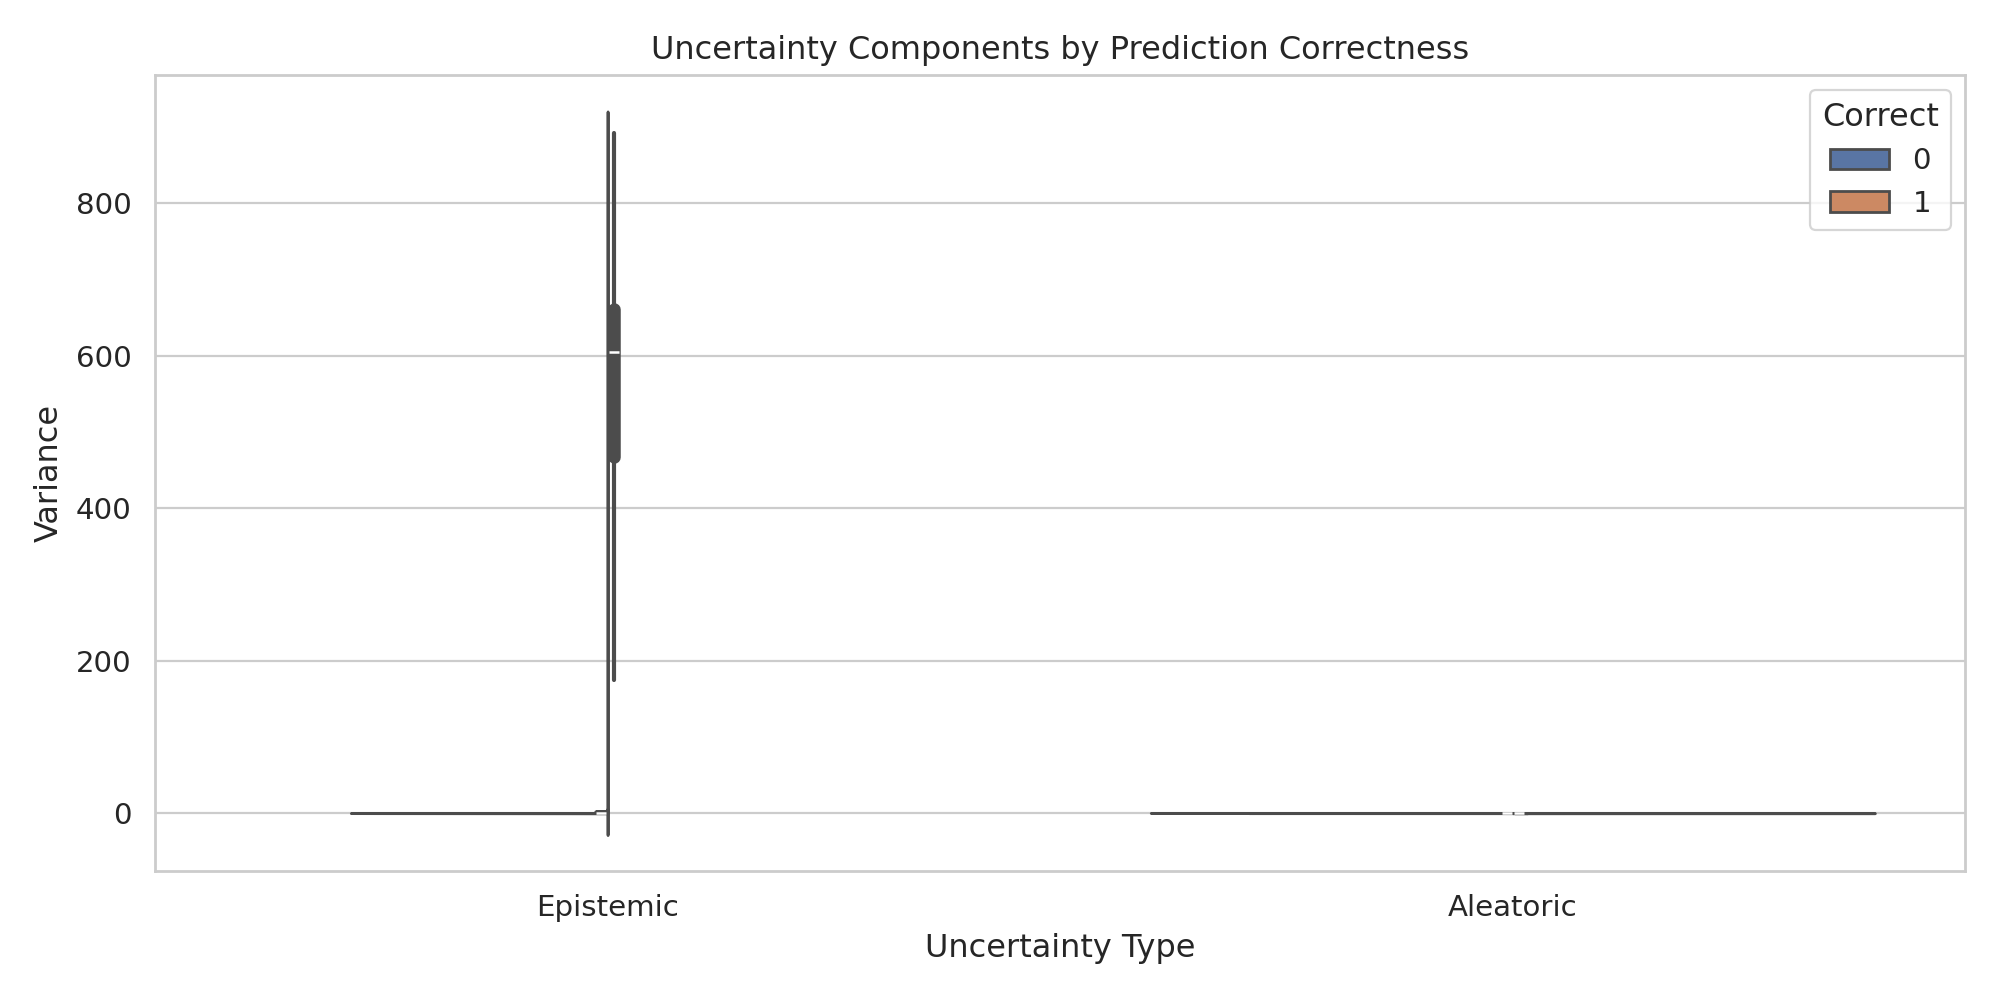 Uncertainty Components by Prediction Correctness
Correct
0
1
800
600
400
200
0
Variance
Epistemic
Aleatoric
Uncertainty Type